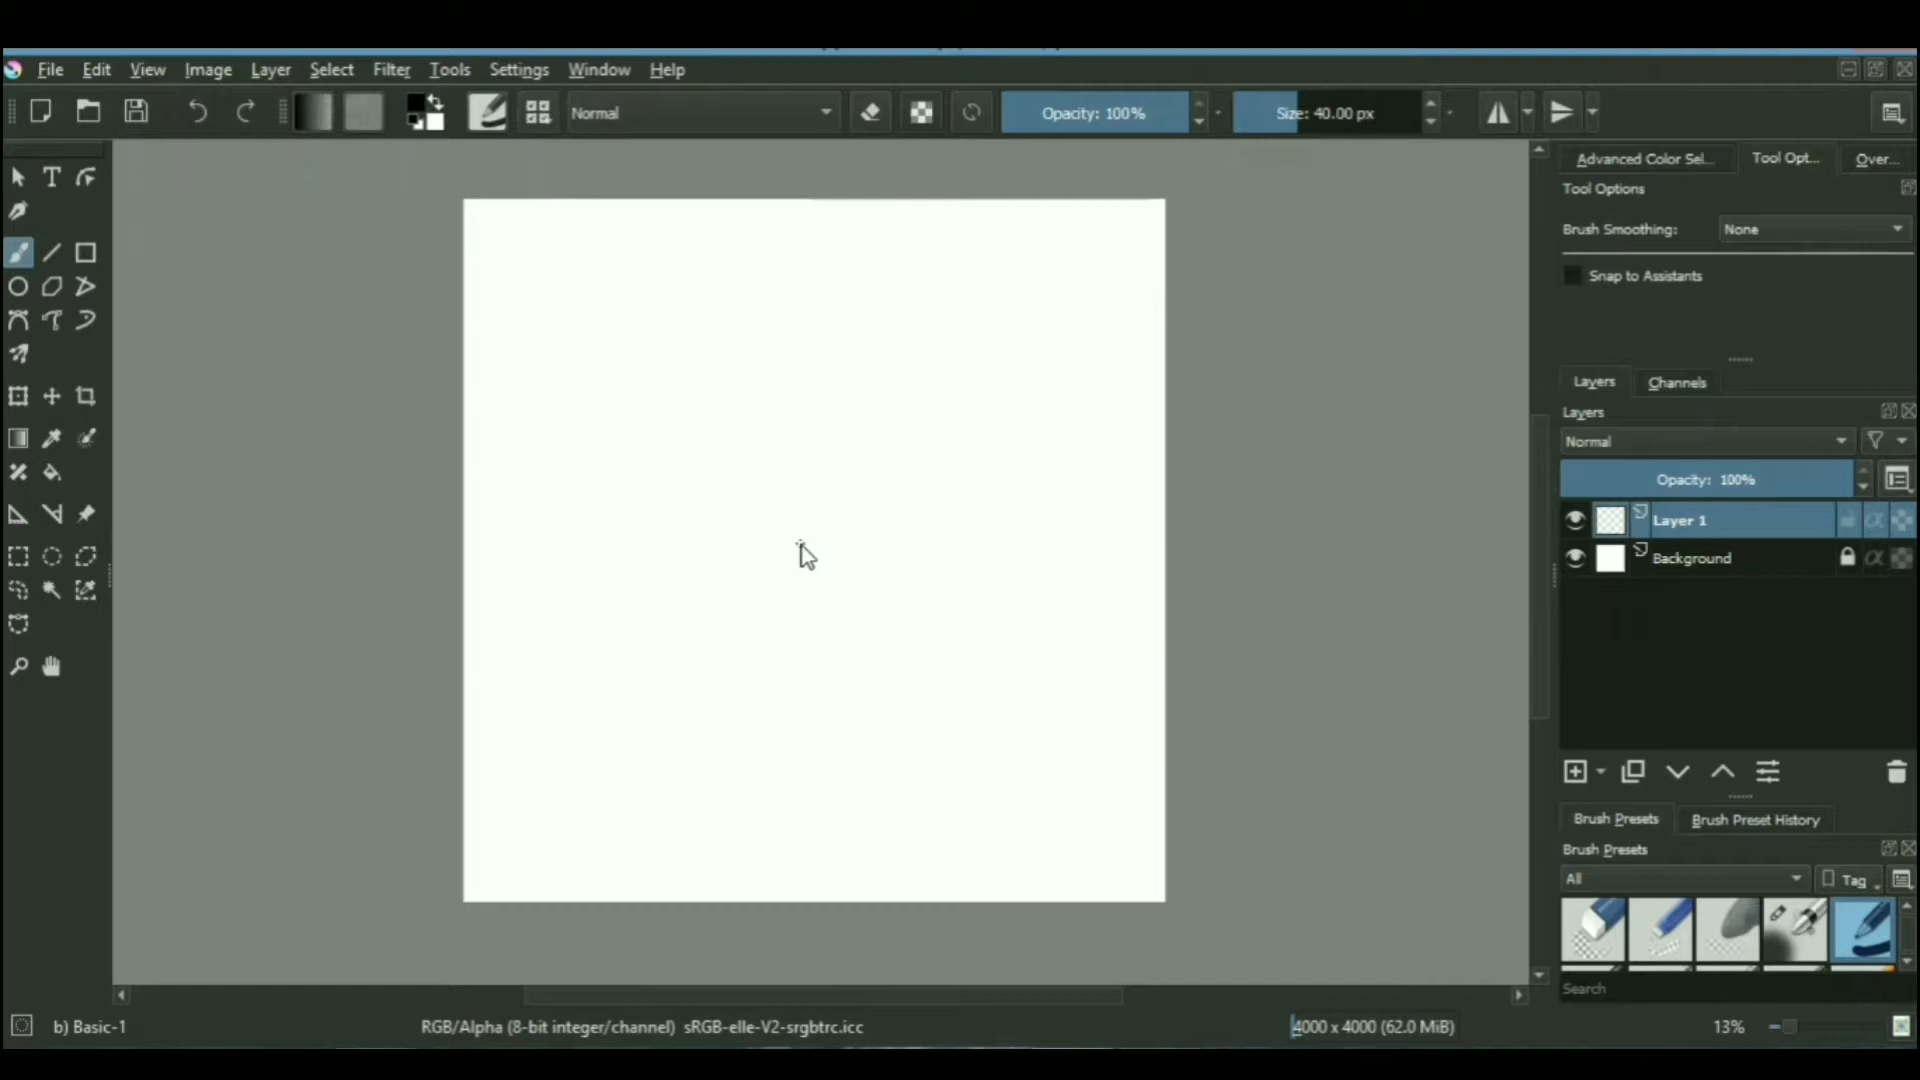 File Edit View Image Layer Select Filter Tools Settings Window Help
Normal Opacity: 100% Size: 40.00 px
Advanced Color Sel... Tool Opt... Over...
Tool Options
Brush Smoothing: None
Snap to Assistants
Layers Channels
Layers
Normal
Opacity: 100%
Layer 1
Background
Brush Presets Brush Preset History
Brush Presets
All Tag
Search
b) Basic-1 RGB/Alpha (8-bit integer/channel) sRGB-elle-V2-srgbtrc.icc 4000 x 4000 (62.0 MiB) 13%